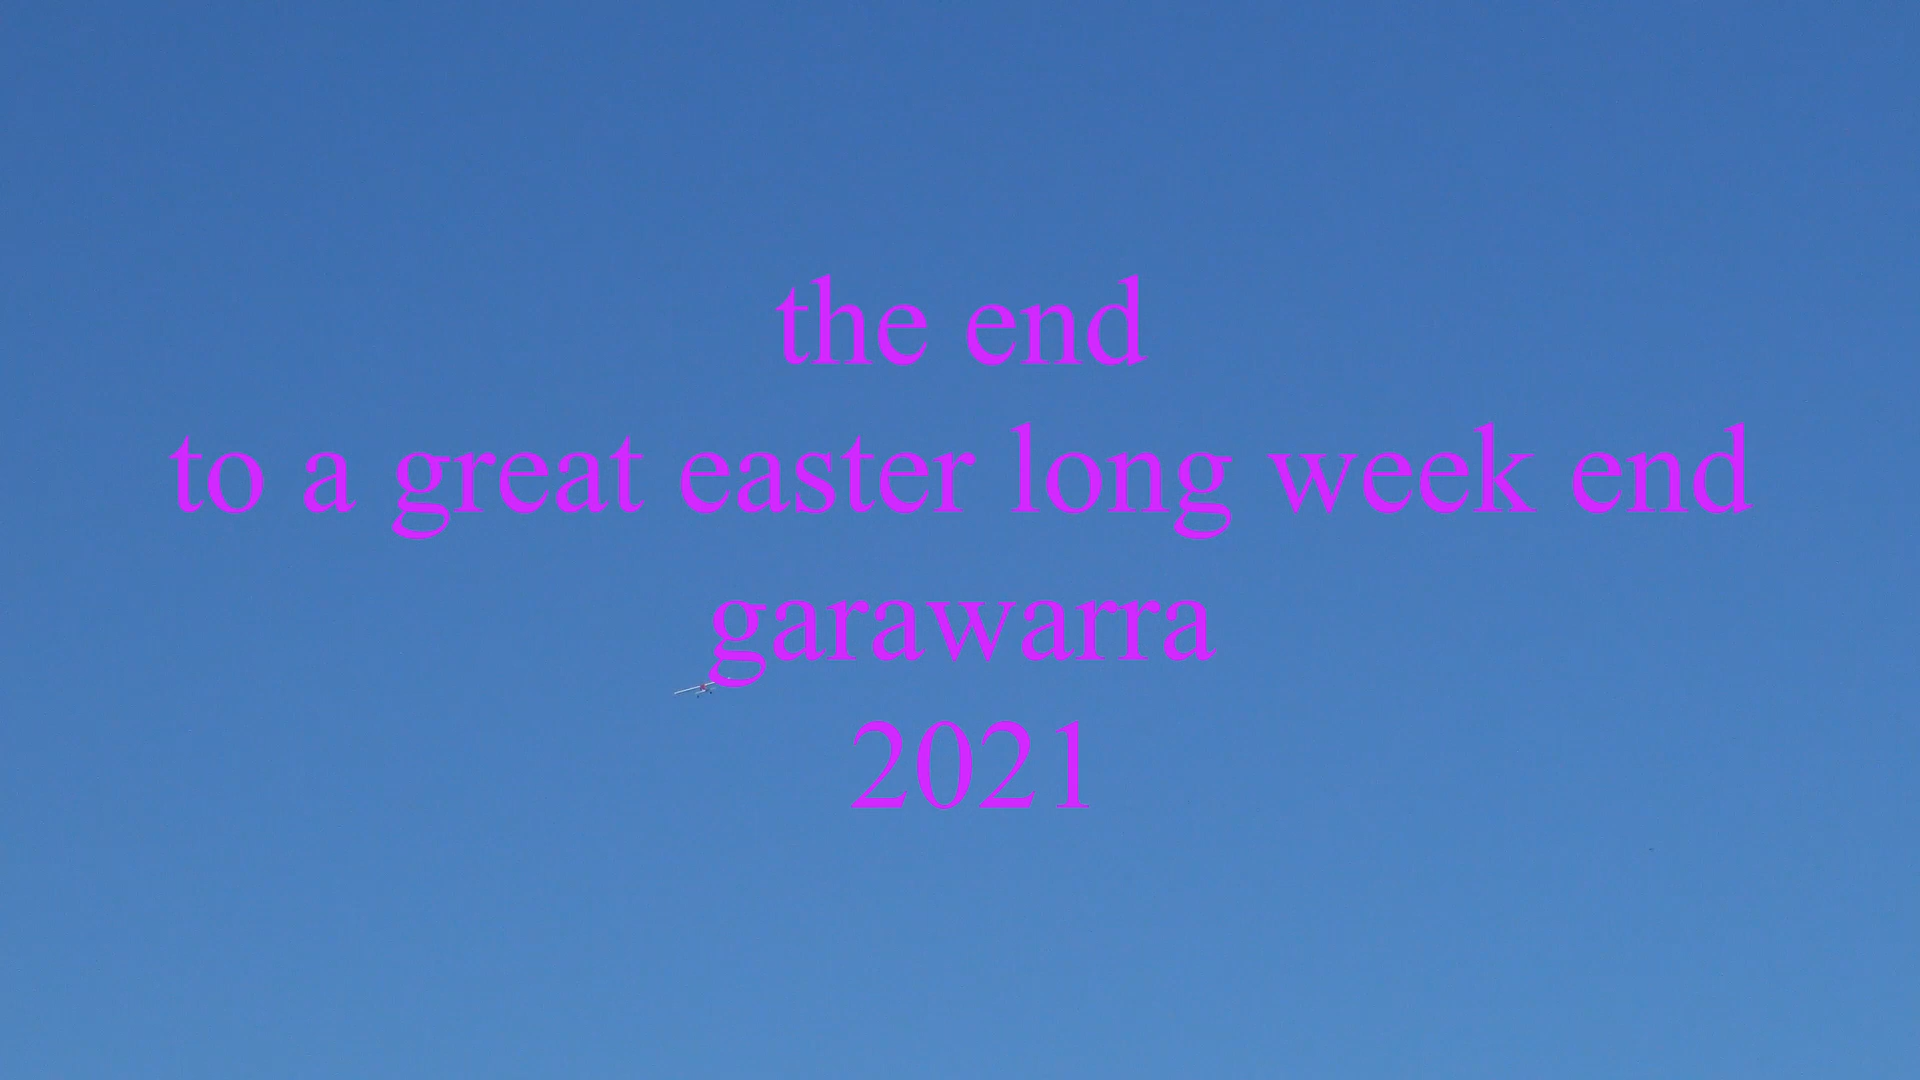 the end
to a great easter long week end
garawarra
2021